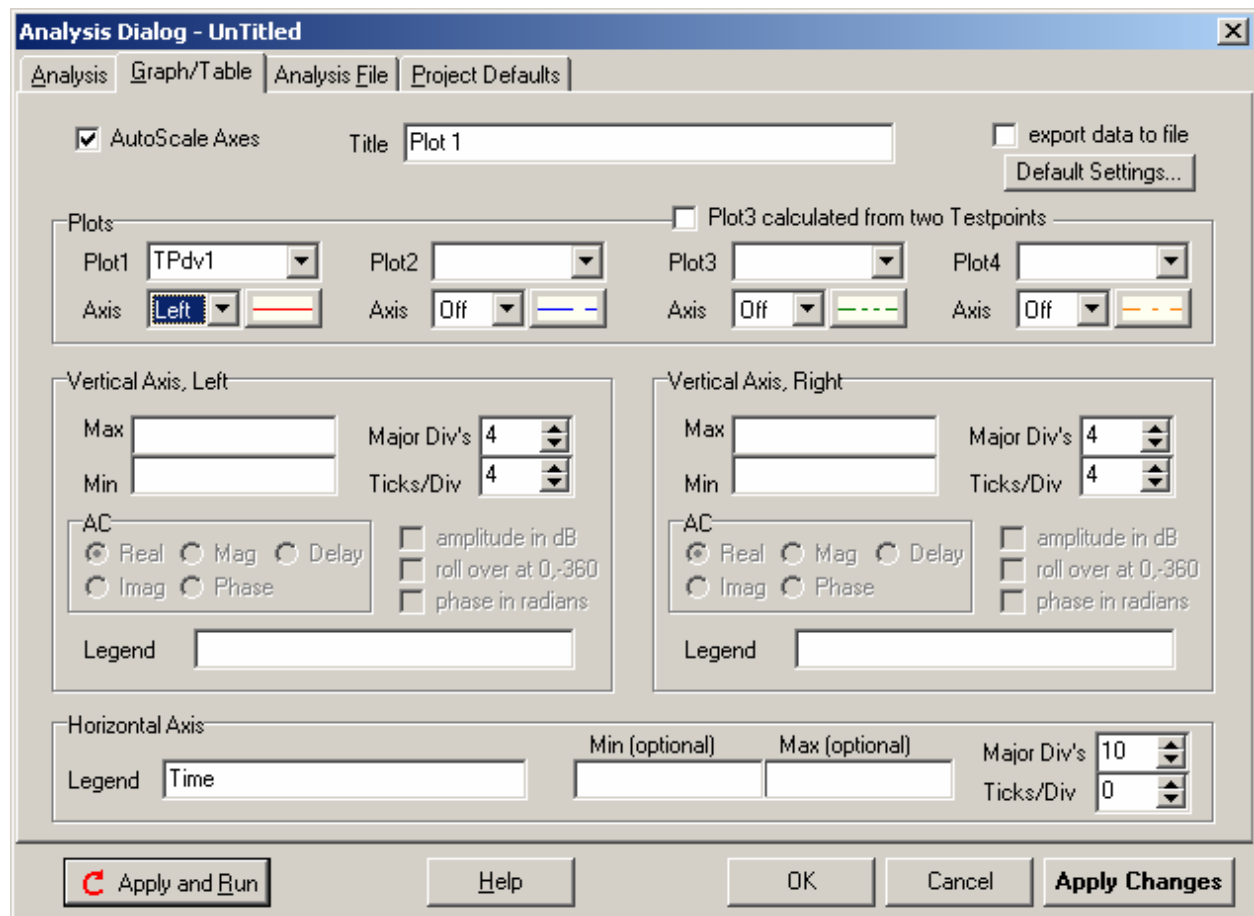 Analysis Dialog - UnTitled
Analysis Graph/Table Analysis File Project Defaults
AutoScale Axes Title Plot 1 export data to file
Default Settings...
Plots Plot3 calculated from two Testpoints
Plot1 TPdv1 Plot2 Plot3 Plot4
Axis Left Axis Off Axis Off Axis Off
Vertical Axis, Left Vertical Axis, Right
Max Major Div's 4 Max Major Div's 4
Min Ticks/Div 4 Min Ticks/Div 4
AC amplitude in dB AC amplitude in dB
Real Mag Delay roll over at 0,-360 Real Mag Delay roll over at 0,-360
Imag Phase phase in radians Imag Phase phase in radians
Legend Legend
Horizontal Axis
Min (optional) Max (optional) Major Div's 10
Legend Time Ticks/Div 0
Apply and Run Help OK Cancel Apply Changes